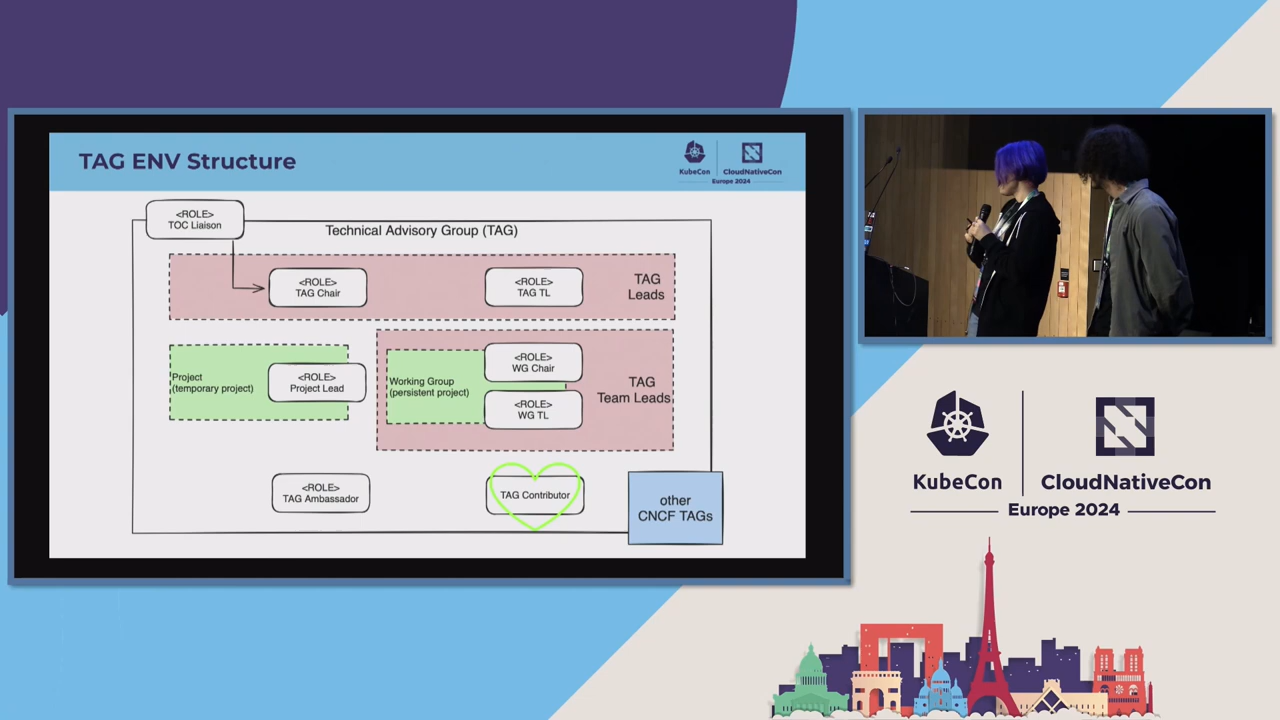 TAG ENV Structure
KubeCon
CloudNativeCon
Europe 2024
<ROLE>
TOC Liaison
Technical Advisory Group (TAG)
<ROLE>
TAG Chair
<ROLE>
TAG TL
TAG
Leads
Project
(temporary project)
<ROLE>
Project Lead
Working Group
(persistent project)
<ROLE>
WG Chair
<ROLE>
WG TL
TAG
Team Leads
<ROLE>
TAG Ambassador
TAG Contributor
other
CNCF TAGs
KubeCon
CloudNativeCon
Europe 2024